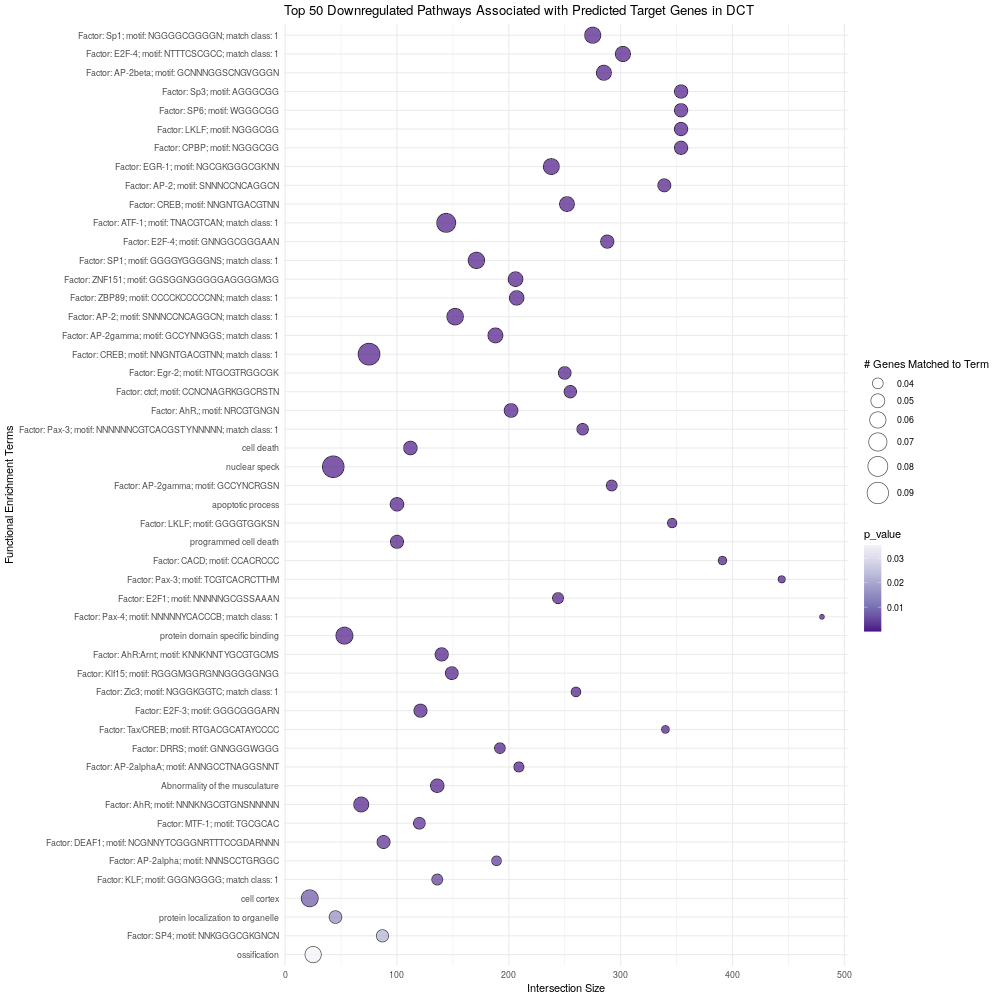 Top 50 Downregulated Pathways Associated with Predicted Target Genes in DCT
Factor: Sp1; motif: NGGGGCGGGGN; match class: 1
Factor: E2F-4; motif: NTTTCSCGCC; match class: 1
Factor: AP-2beta; motif: GCNNNGGSCNGVGGGN
Factor: Sp3; motif: AGGGCGG
Factor: SP6; motif: WGGGCGG
Factor: LKLF; motif: NGGGCGG
Factor: CPBP; motif: NGGGCGG
Factor: EGR-1; motif: NGCGKGGGCGKNN
Factor: AP-2; motif: SNNNCCNCAGGCN
Factor: CREB; motif: NNGNTGACGTNN
Factor: ATF-1; motif: TNACGTCAN; match class: 1
Factor: E2F-4; motif: GNNGGCGGGAAN
Factor: SP1; motif: GGGGYGGGGNS; match class: 1
Factor: ZNF151; motif: GGSGGNGGGGGAGGGGMGG
Factor: ZBP89; motif: CCCCKCCCCCNN; match class: 1
Factor: AP-2; motif: SNNNCCNCAGGCN; match class: 1
Factor: AP-2gamma; motif: GCCYNNGGS; match class: 1
Factor: CREB; motif: NNGNTGACGTNN; match class: 1
Factor: Egr-2; motif: NTGCGTRGGCGK
Factor: ctcf; motif: CCNCNAGRKGGCRSTN
Factor: AhR,; motif: NRCGTGNGN
Factor: Pax-3; motif: NNNNNNCGTCACGSTYNNNNN; match class: 1
cell death
nuclear speck
Factor: AP-2gamma; motif: GCCYNCRGSN
apoptotic process
Factor: LKLF; motif: GGGGTGGKSN
programmed cell death
Factor: CACD; motif: CCACRCCC
Factor: Pax-3; motif: TCGTCACRCTTHM
Factor: E2F1; motif: NNNNNGCGSSAAAN
Factor: Pax-4; motif: NNNNNYCACCCB; match class: 1
protein domain specific binding
Factor: AhR:Arnt; motif: KNNKNNTYGCGTGCMS
Factor: Klf15; motif: RGGGMGGRGNNGGGGGNGG
Factor: Zic3; motif: NGGGKGGTC; match class: 1
Factor: E2F-3; motif: GGGCGGGARN
Factor: Tax/CREB; motif: RTGACGCATAYCCCC
Factor: DRRS; motif: GNNGGGWGGG
Factor: AP-2alphaA; motif: ANNGCCTNAGGSNNT
Abnormality of the musculature
Factor: AhR; motif: NNNKNGCGTGNSNNNNN
Factor: MTF-1; motif: TGCGCAC
Factor: DEAF1; motif: NCGNNYTCGGGNRTTTCCGDARNNN
Factor: AP-2alpha; motif: NNNSCCTGRGGC
Factor: KLF; motif: GGGNGGGG; match class: 1
cell cortex
protein localization to organelle
Factor: SP4; motif: NNKGGGCGKGNCN
ossification
Functional Enrichment Terms
0 100 200 300 400 500
Intersection Size
# Genes Matched to Term
0.04
0.05
0.06
0.07
0.08
0.09
p_value
0.03
0.02
0.01